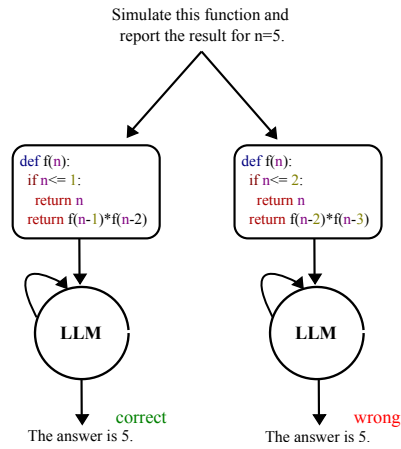 Simulate this function and
report the result for n=5.
def f(n):
if n<= 1:
return n
return f(n-1)*f(n-2)
LLM
correct
The answer is 5.
def f(n):
if n<= 2:
return n
return f(n-2)*f(n-3)
LLM
wrong
The answer is 5.